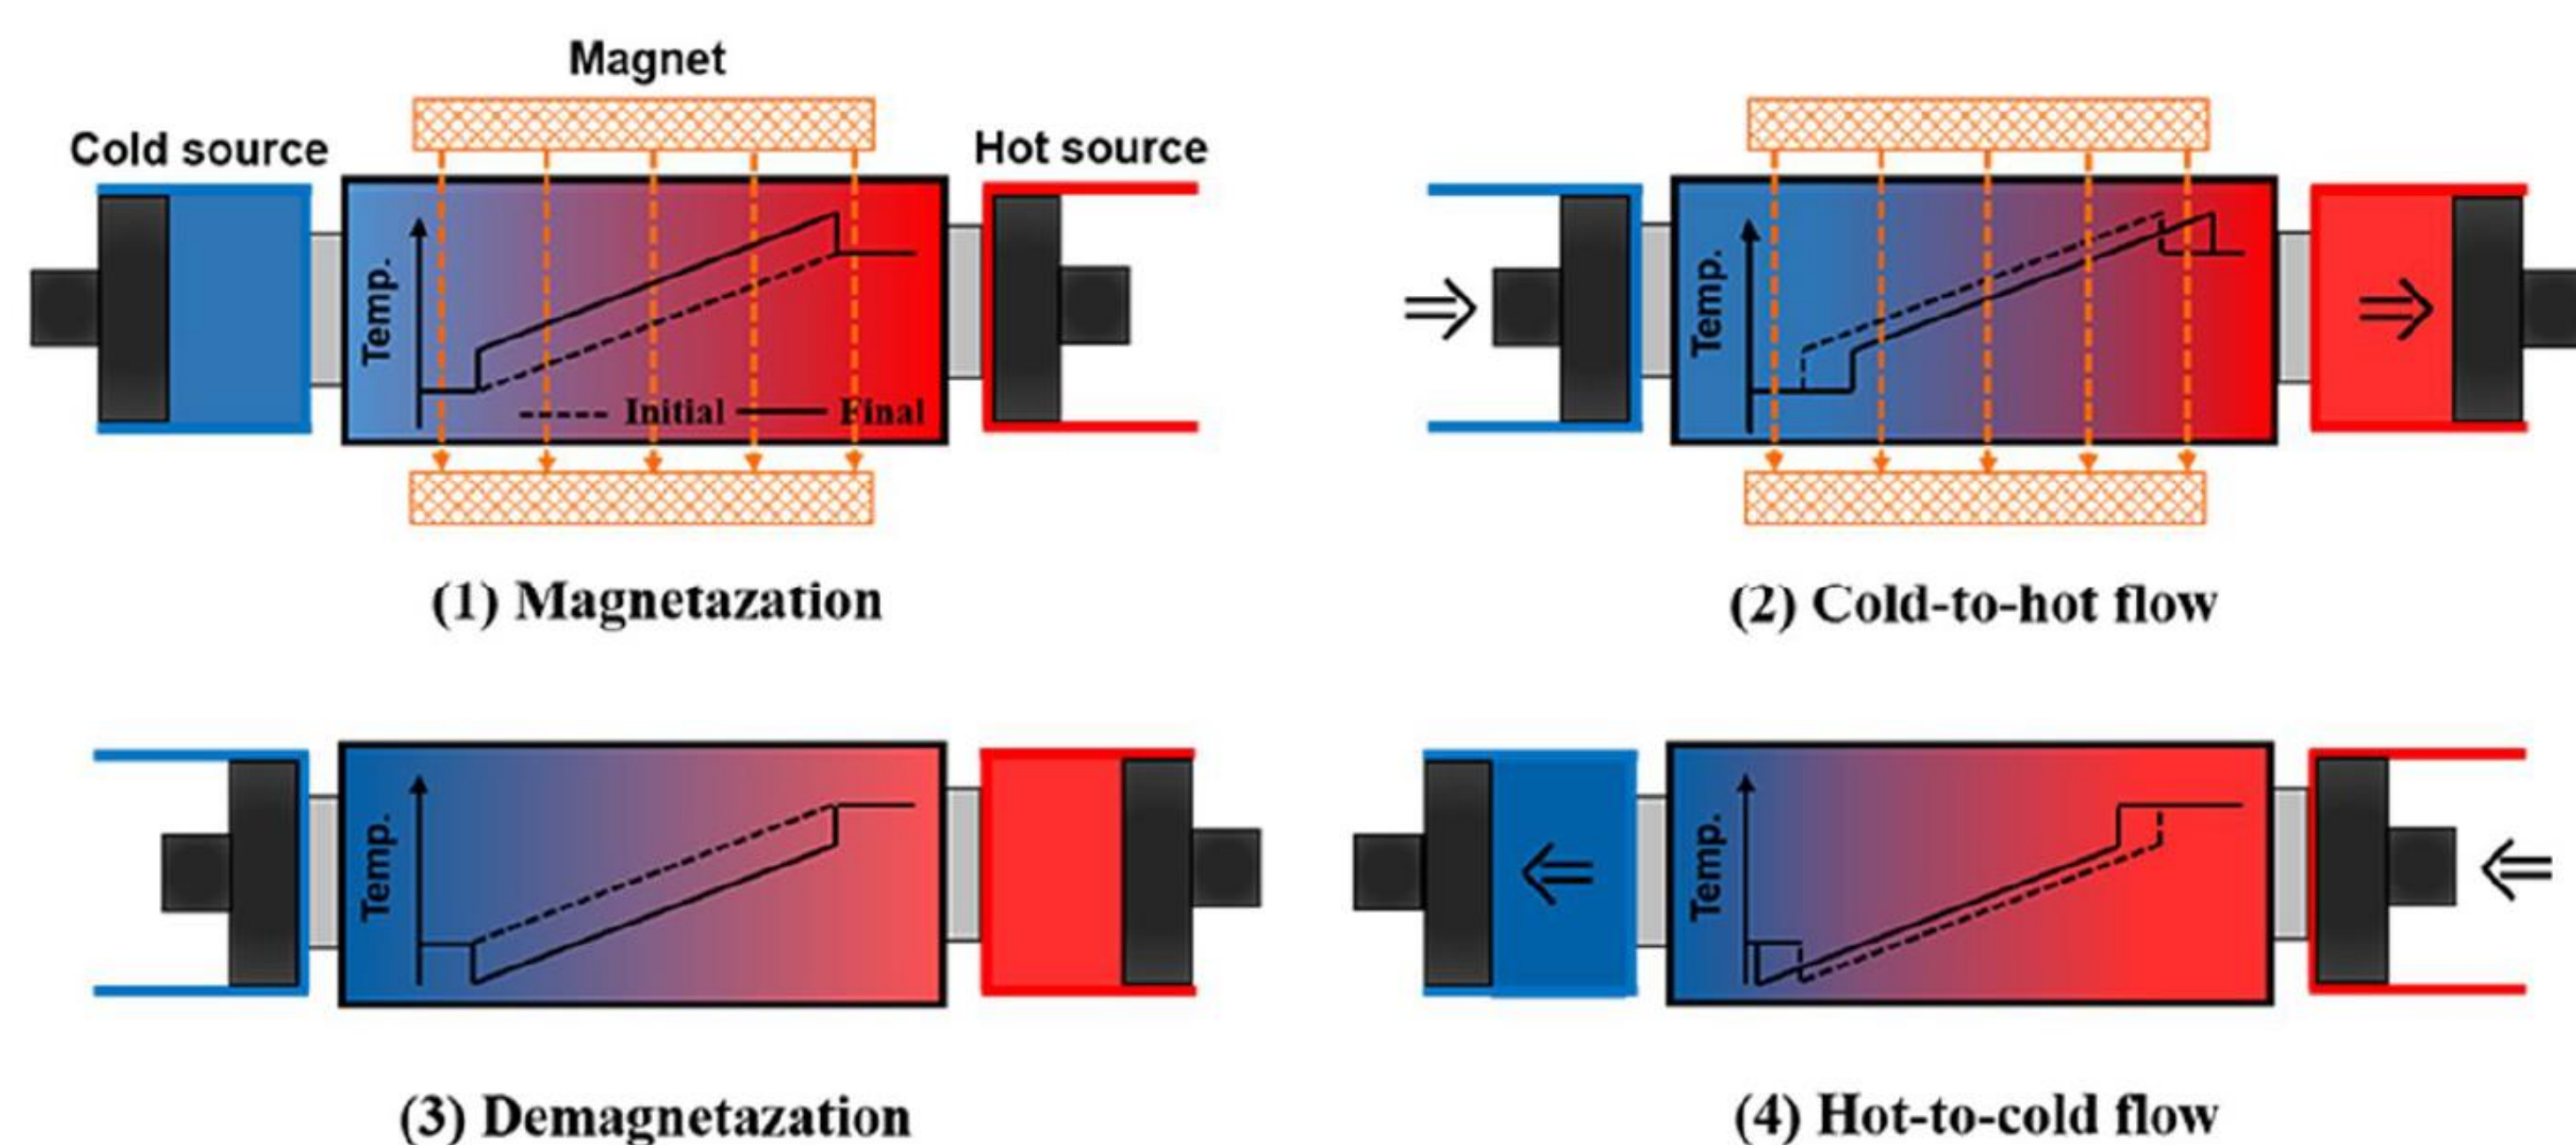 Magnet
Cold source
Hot source
Temp.
Initial
Final
(1) Magnetazation
Temp.
(2) Cold-to-hot flow
Temp.
(3) Demagnetazation
Temp.
(4) Hot-to-cold flow